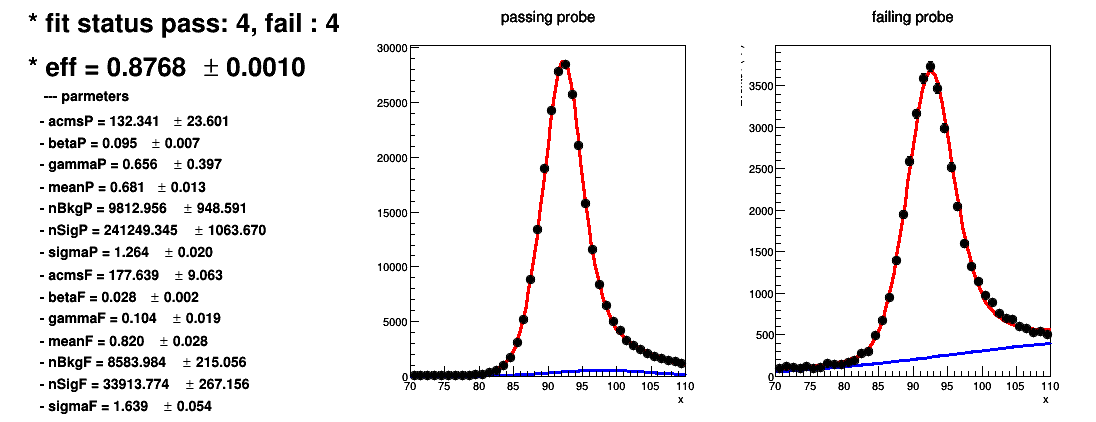 * fit status pass: 4, fail : 4
* eff = 0.8768 ± 0.0010
--- parmeters
- acmsP = 132.341 ± 23.601
- betaP = 0.095 ± 0.007
- gammaP = 0.656 ± 0.397
- meanP = 0.681 ± 0.013
- nBkgP = 9812.956 ± 948.591
- nSigP = 241249.345 ± 1063.670
- sigmaP = 1.264 ± 0.020
- acmsF = 177.639 ± 9.063
- betaF = 0.028 ± 0.002
- gammaF = 0.104 ± 0.019
- meanF = 0.820 ± 0.028
- nBkgF = 8583.984 ± 215.056
- nSigF = 33913.774 ± 267.156
- sigmaF = 1.639 ± 0.054
passing probe
30000
25000
20000
15000
10000
5000
0
70 75 80 85 90 95 100 105 110
x
failing probe
3500
3000
2500
2000
1500
1000
500
0
70 75 80 85 90 95 100 105 110
x